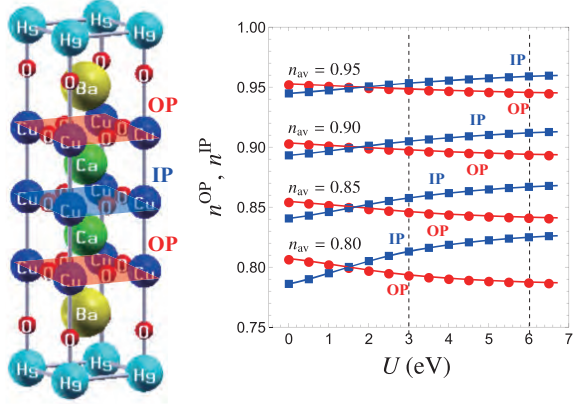 Hg
Hg Hg
Hg
O O
O
Ba
OP
Cu
Cu O O Cu
O Cu O
Ca
IP
Cu
Cu O O Cu
O Cu O
Ca
OP
Cu
Cu O O Cu
O Cu O
Ba
O O
O
Hg
Hg Hg
Hg
n^OP, n^IP
1.00
0.95
0.90
0.85
0.80
0.75
n_av = 0.95
IP
OP
n_av = 0.90
IP
OP
n_av = 0.85
IP
OP
n_av = 0.80
IP
OP
0 1 2 3 4 5 6 7
U (eV)